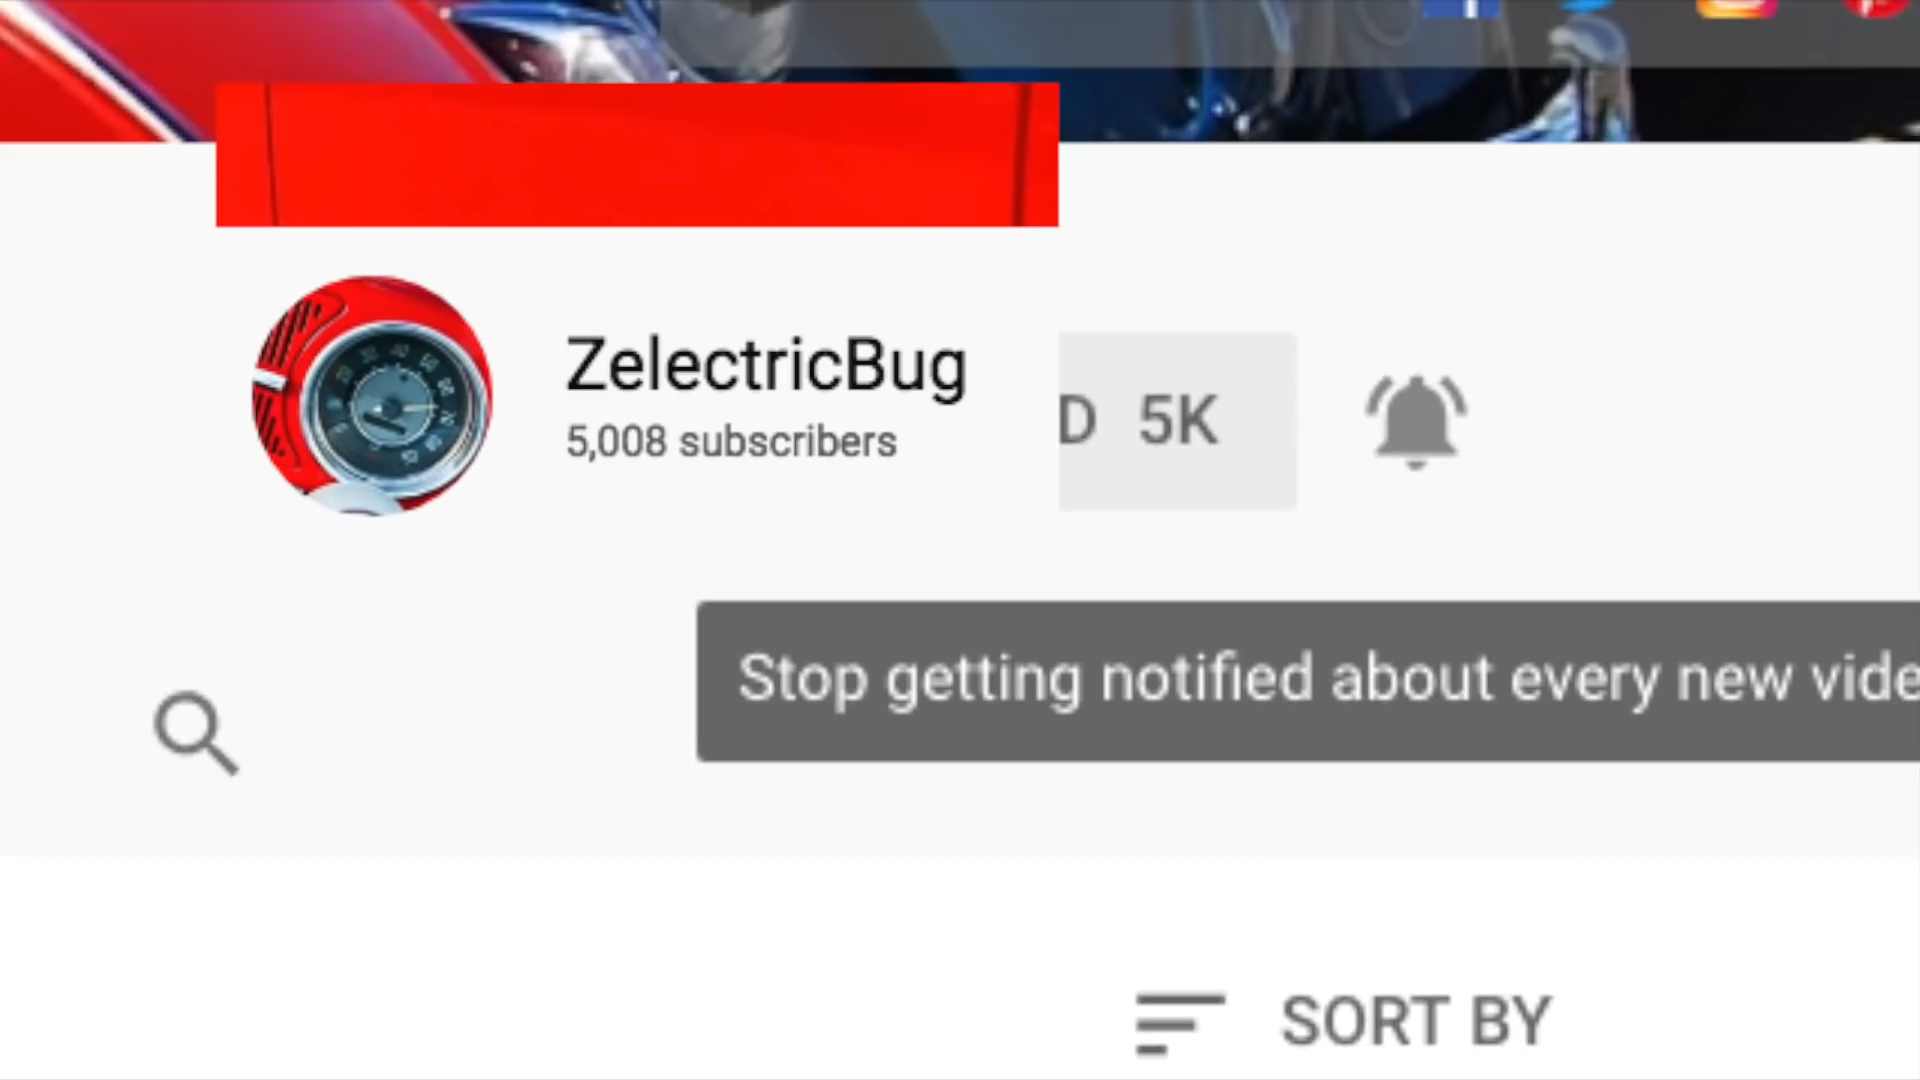 ZelectricBug
5,008 subscribers
D 5K
Stop getting notified about every new vide
SORT BY